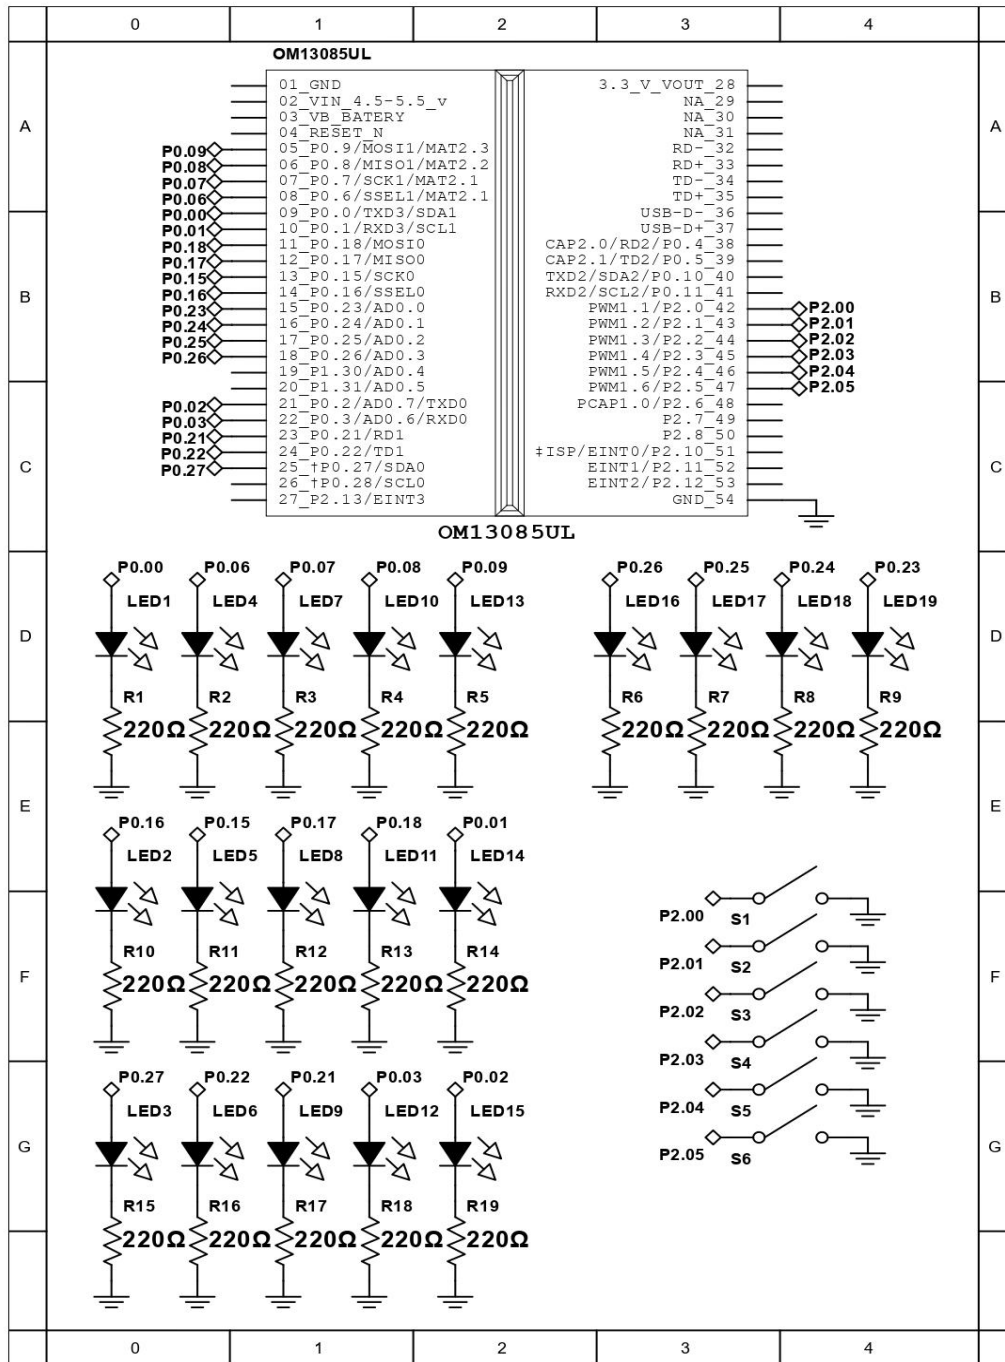 0 1 2 3 4
OM13085UL
A A
01_GND 3.3_V_VOUT_28
02_VIN_4.5-5.5_v NA_29
03_VB_BATERY NA_30
04_RESET_N NA_31
P0.09 05_P0.9/MOSI1/MAT2.3 RD-_32
P0.08 06_P0.8/MISO1/MAT2.2 RD+_33
P0.07 07_P0.7/SCK1/MAT2.1 TD-_34
P0.06 08_P0.6/SSEL1/MAT2.1 TD+_35
P0.00 09_P0.0/TXD3/SDA1 USB-D-_36
P0.01 10_P0.1/RXD3/SCL1 USB-D+_37
P0.18 11_P0.18/MOSI0 CAP2.0/RD2/P0.4_38
P0.17 12_P0.17/MISO0 CAP2.1/TD2/P0.5_39
P0.15 13_P0.15/SCK0 TXD2/SDA2/P0.10_40
P0.16 14_P0.16/SSEL0 RXD2/SCL2/P0.11_41
B B
P0.23 15_P0.23/AD0.0 PWM1.1/P2.0_42 P2.00
P0.24 16_P0.24/AD0.1 PWM1.2/P2.1_43 P2.01
P0.25 17_P0.25/AD0.2 PWM1.3/P2.2_44 P2.02
P0.26 18_P0.26/AD0.3 PWM1.4/P2.3_45 P2.03
19_P1.30/AD0.4 PWM1.5/P2.4_46 P2.04
20_P1.31/AD0.5 PWM1.6/P2.5_47 P2.05
P0.02 21_P0.2/AD0.7/TXD0 PCAP1.0/P2.6_48
P0.03 22_P0.3/AD0.6/RXD0 P2.7_49
P0.21 23_P0.21/RD1 P2.8_50
P0.22 24_P0.22/TD1 ‡ISP/EINT0/P2.10_51
C C
P0.27 25_†P0.27/SDA0 EINT1/P2.11_52
26_†P0.28/SCL0 EINT2/P2.12_53
27_P2.13/EINT3 GND_54
OM13085UL
P0.00 P0.06 P0.07 P0.08 P0.09 P0.26 P0.25 P0.24 P0.23
LED1 LED4 LED7 LED10 LED13 LED16 LED17 LED18 LED19
D D
R1 R2 R3 R4 R5 R6 R7 R8 R9
220Ω 220Ω 220Ω 220Ω 220Ω 220Ω 220Ω 220Ω 220Ω
E E
P0.16 P0.15 P0.17 P0.18 P0.01
LED2 LED5 LED8 LED11 LED14
P2.00 S1
R10 R11 R12 R13 R14
P2.01 S2
F F
220Ω 220Ω 220Ω 220Ω 220Ω
P2.02 S3
P2.03 S4
P0.27 P0.22 P0.21 P0.03 P0.02
LED3 LED6 LED9 LED12 LED15
P2.04 S5
G G
P2.05 S6
R15 R16 R17 R18 R19
220Ω 220Ω 220Ω 220Ω 220Ω
0 1 2 3 4